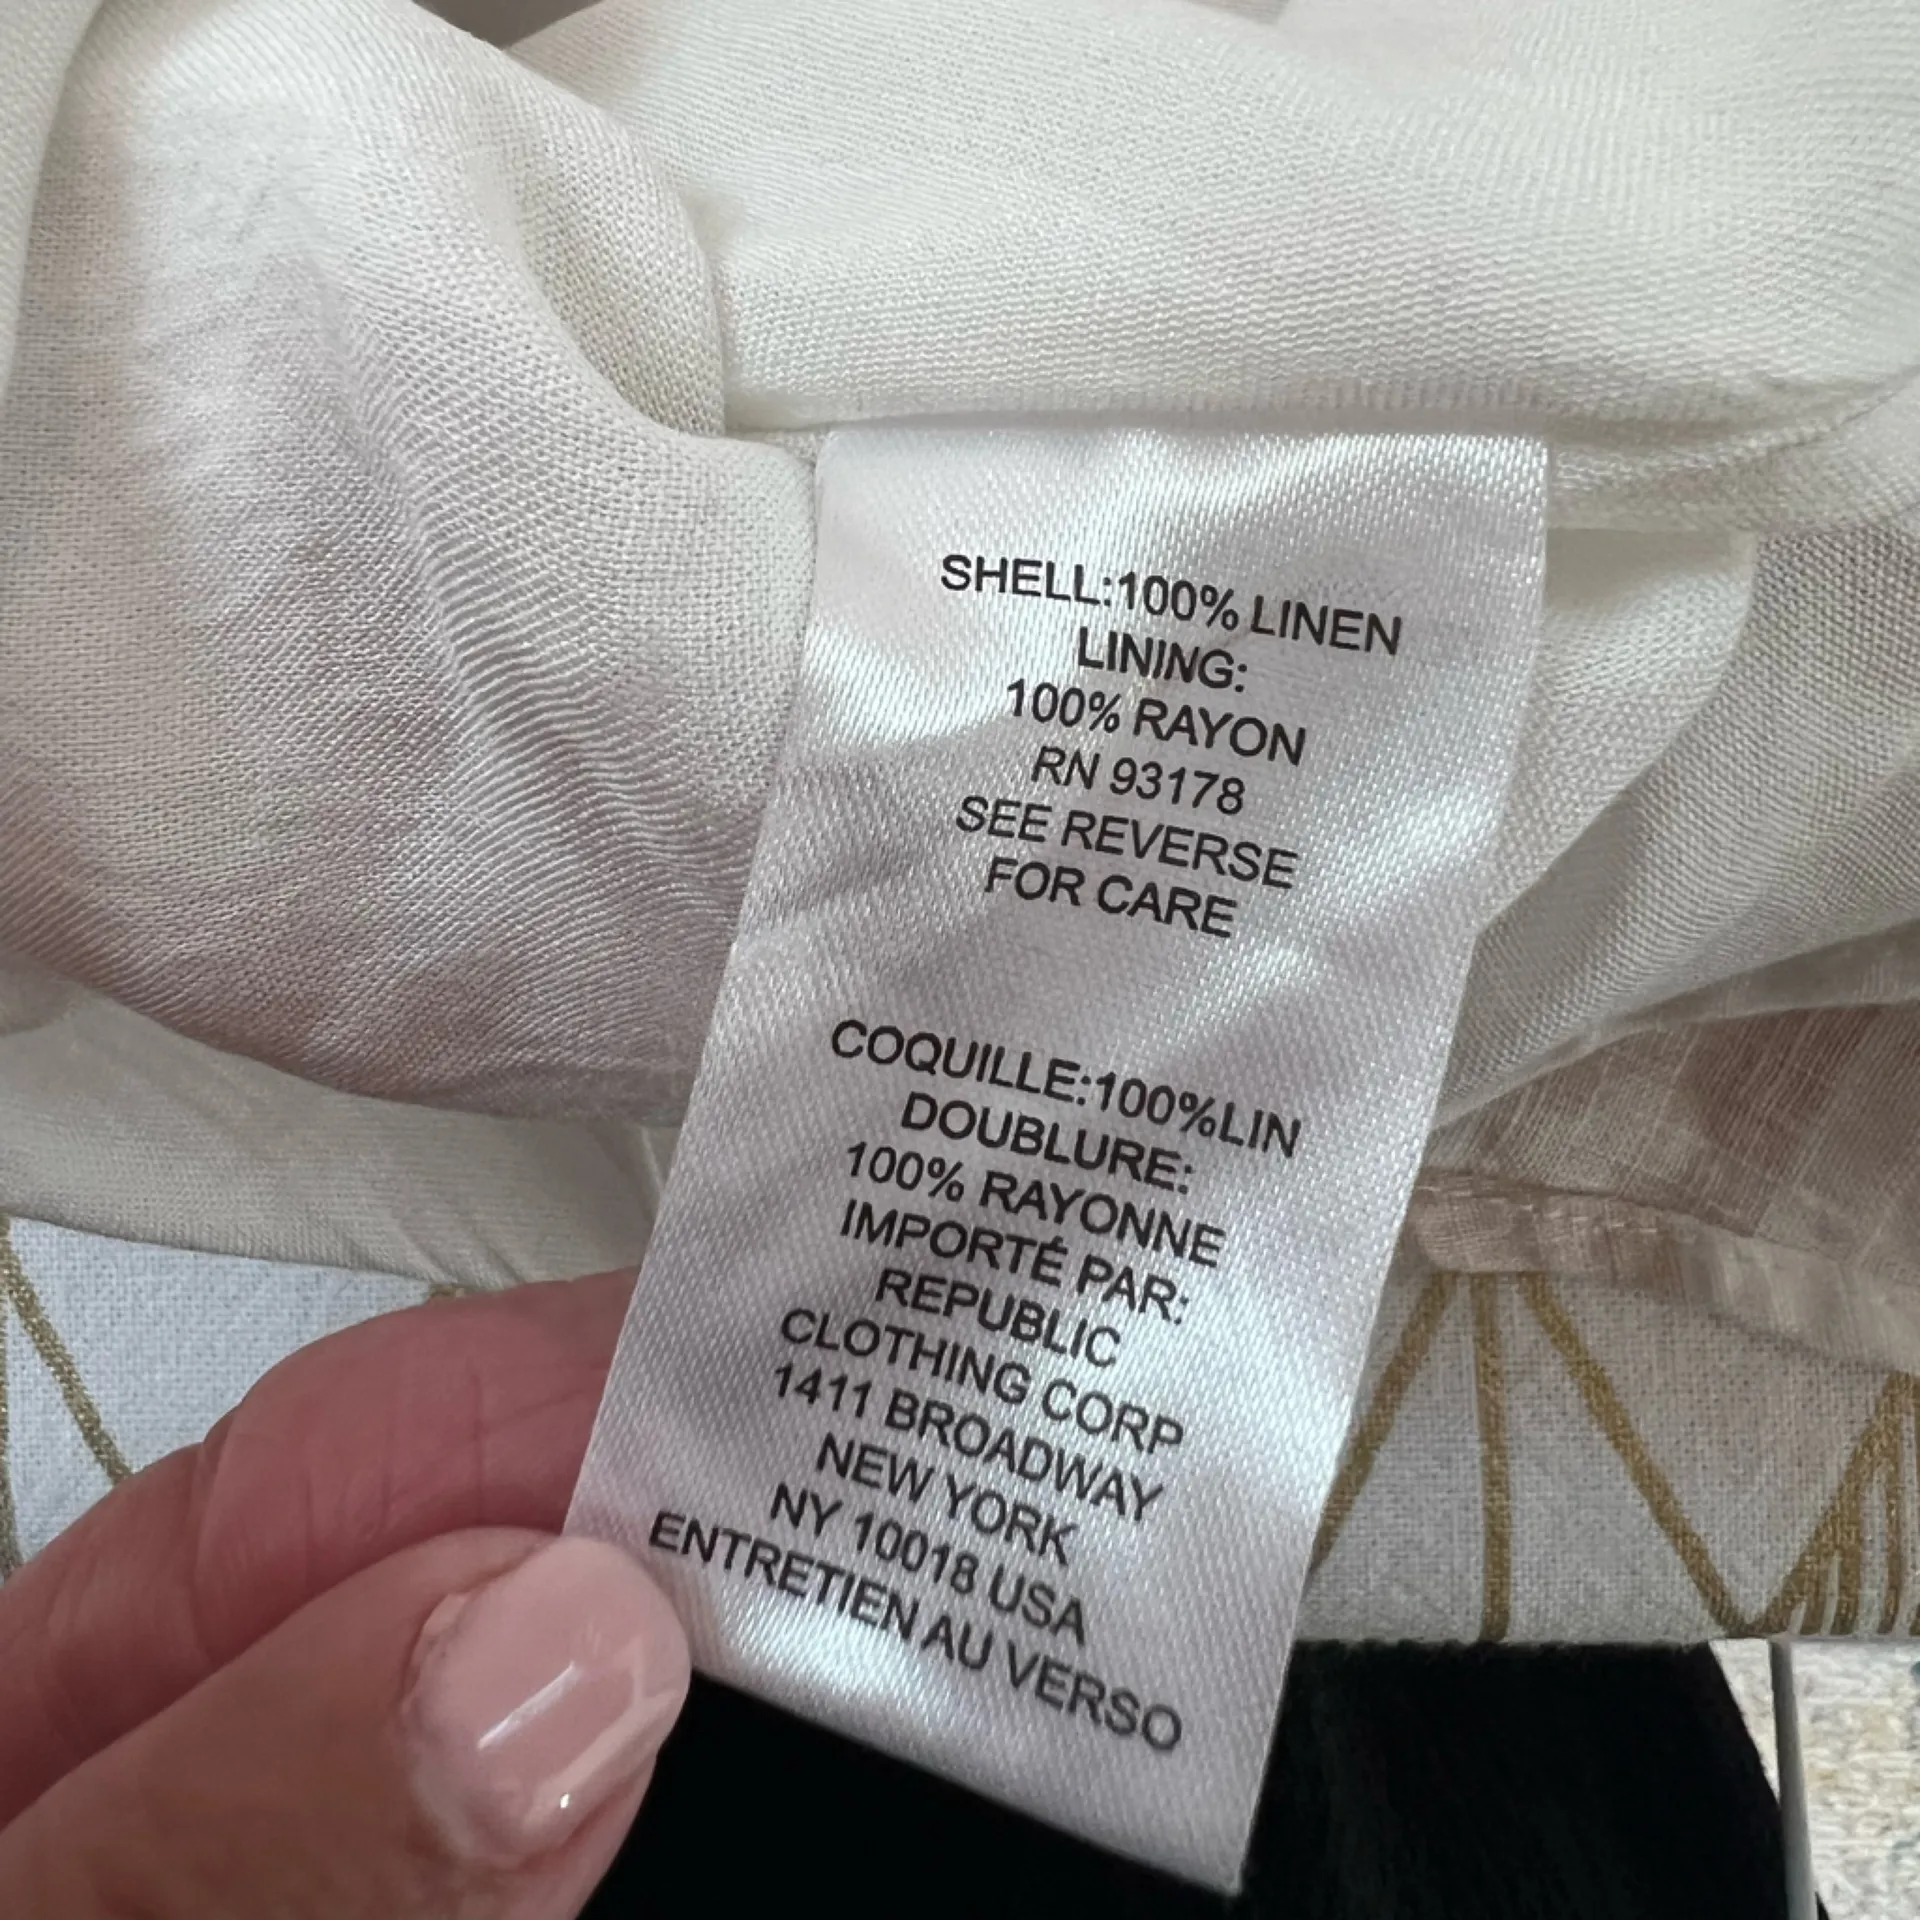 SHELL:100% LINEN
LINING:
100% RAYON
RN 93178
SEE REVERSE
FOR CARE
COQUILLE:100%LIN
DOUBLURE:
100% RAYONNE
IMPORTÉ PAR:
REPUBLIC
CLOTHING CORP
1411 BROADWAY
NEW YORK
NY 10018 USA
ENTRETIEN AU VERSO